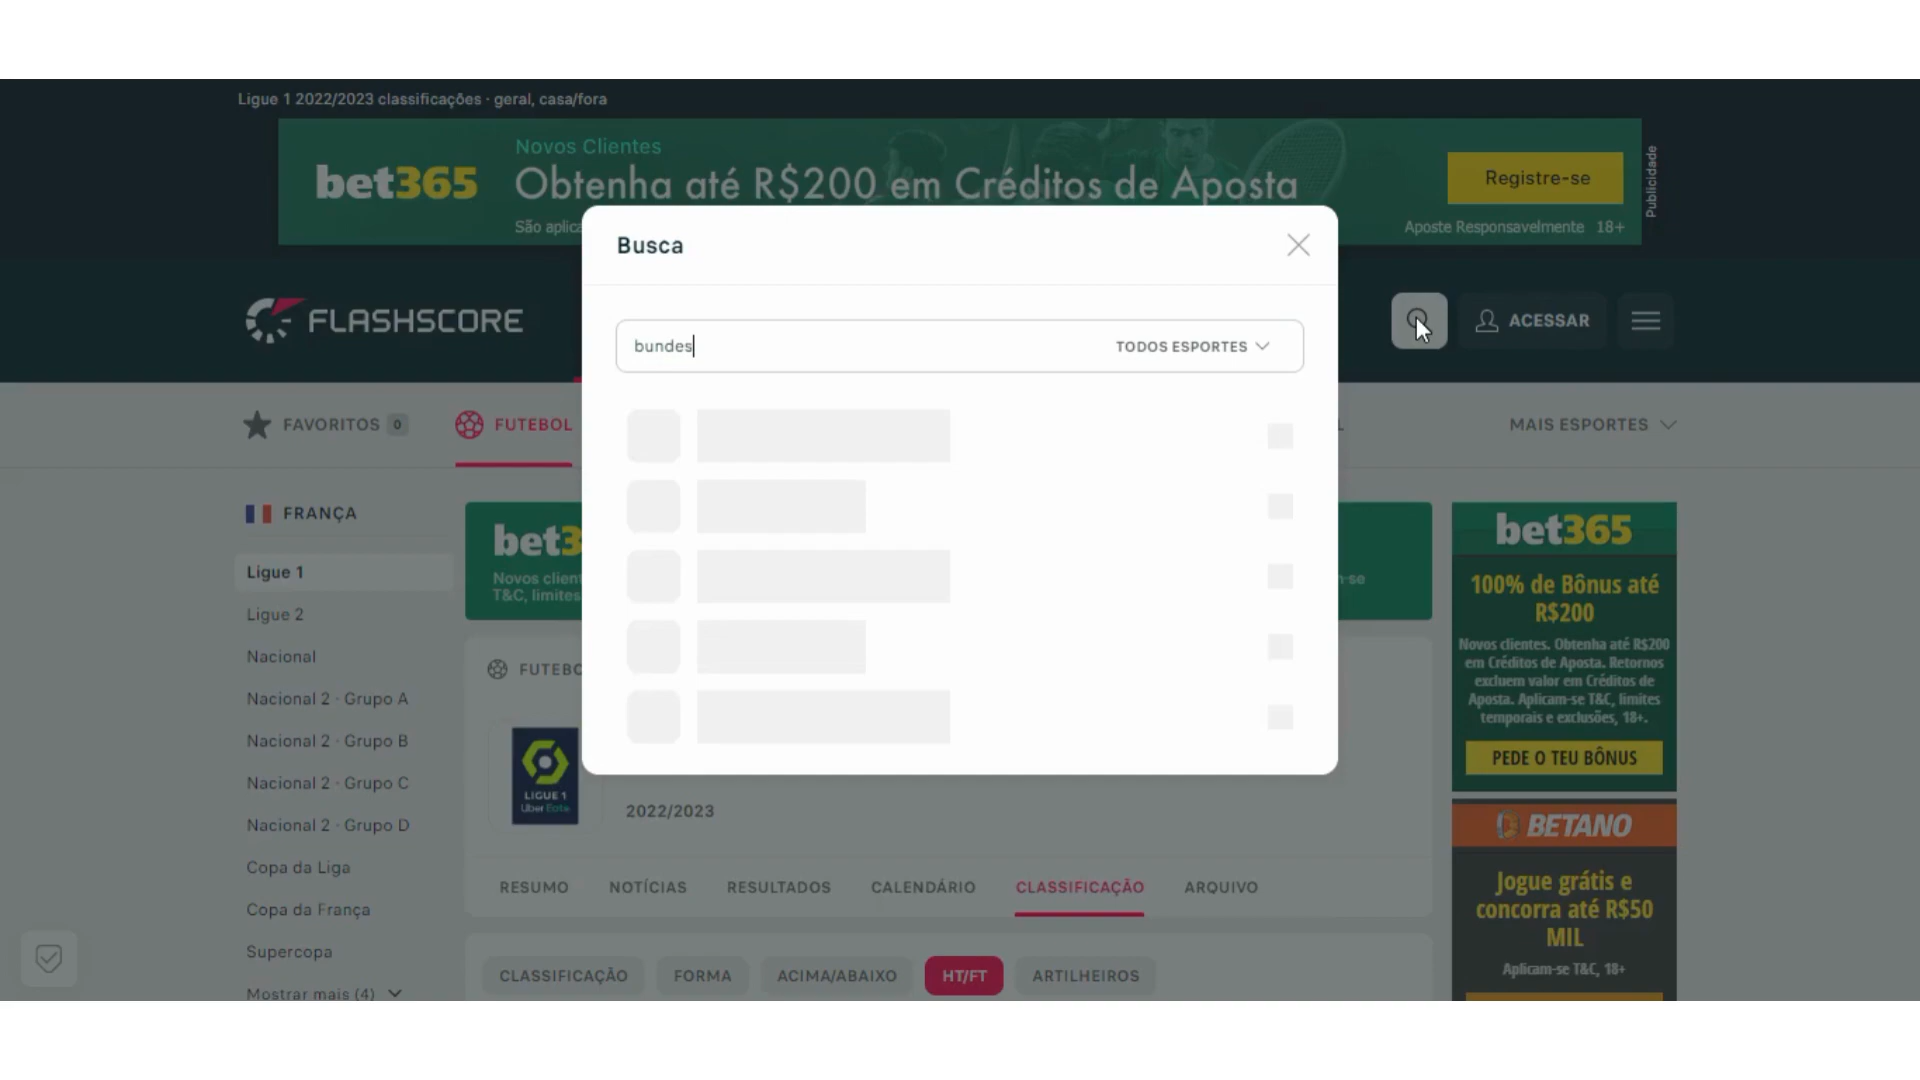 Ligue 1 2022/2023 classificações · geral, casa/fora
bet365
Novos Clientes
Obtenha até R$200 em Créditos de Aposta
São aplica
Registre-se
Aposte Responsavelmente 18+
Publicidade
FLASHSCORE
ACESSAR
Busca
bundes
TODOS ESPORTES
FAVORITOS 0
FUTEBOL
L
MAIS ESPORTES
FRANÇA
Ligue 1
Ligue 2
Nacional
Nacional 2 - Grupo A
Nacional 2 - Grupo B
Nacional 2 - Grupo C
Nacional 2 - Grupo D
Copa da Liga
Copa da França
Supercopa
Mostrar mais (4)
bet3
Novos client
T&C, limites
-se
FUTEBO
LIGUE 1
Uber Eats
2022/2023
RESUMO
NOTÍCIAS
RESULTADOS
CALENDÁRIO
CLASSIFICAÇÃO
ARQUIVO
CLASSIFICAÇÃO
FORMA
ACIMA/ABAIXO
HT/FT
ARTILHEIROS
bet365
100% de Bônus até
R$200
Novos clientes. Obtenha até R$200
em Créditos de Aposta. Retornos
excluem valor em Créditos de
Aposta. Aplicam-se T&C, limites
temporais e exclusões, 18+.
PEDE O TEU BÔNUS
BETANO
Jogue grátis e
concorra até R$50
MIL
Aplicam-se T&C, 18+